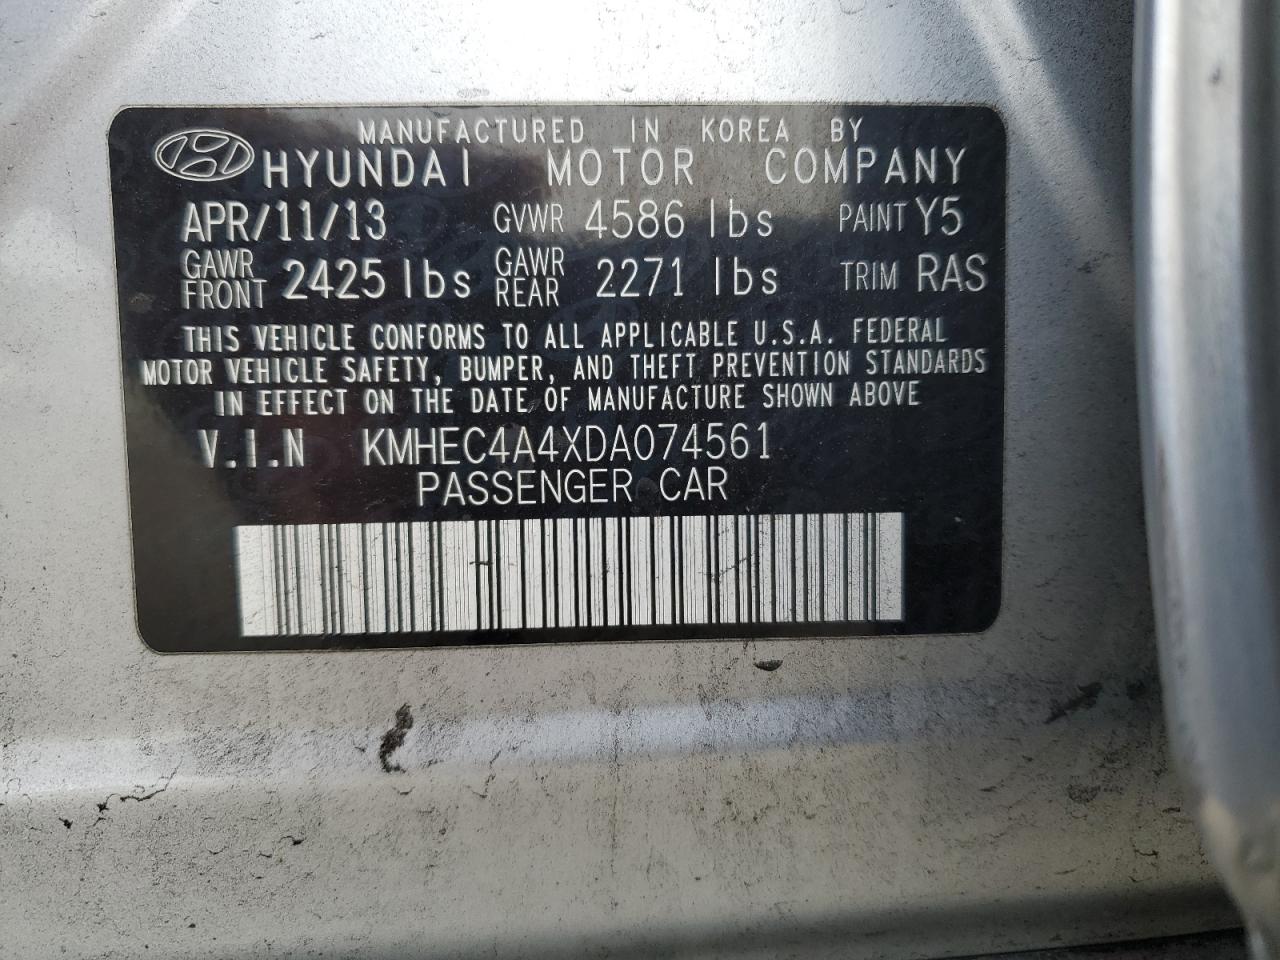 MANUFACTURED IN KOREA BY
HYUNDAI MOTOR COMPANY
APR/11/13 GVWR 4586 lbs PAINT Y5
GAWR FRONT 2425 lbs GAWR REAR 2271 lbs TRIM RAS
THIS VEHICLE CONFORMS TO ALL APPLICABLE U.S.A. FEDERAL
MOTOR VEHICLE SAFETY, BUMPER, AND THEFT PREVENTION STANDARDS
IN EFFECT ON THE DATE OF MANUFACTURE SHOWN ABOVE
V.I.N KMHEC4A4XDA074561
PASSENGER CAR